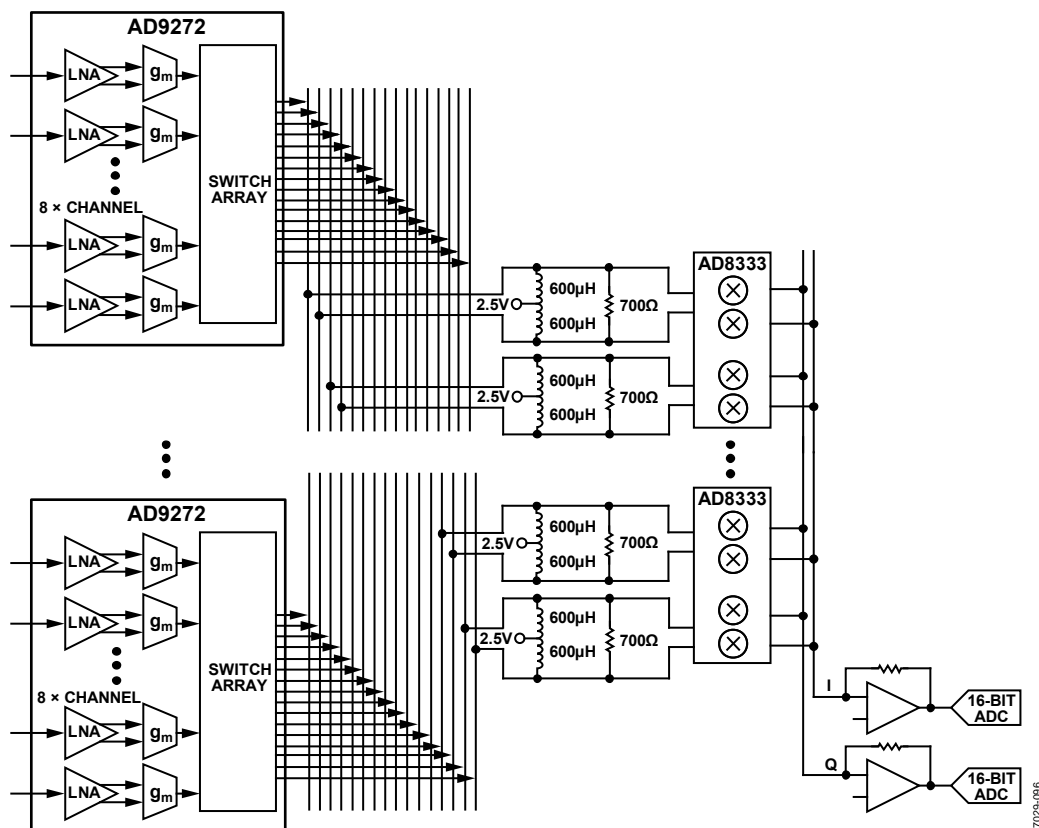 AD9272
LNA
gm
LNA
gm
8 × CHANNEL
LNA
gm
LNA
gm
SWITCH
ARRAY
2.5V
600µH
600µH
700Ω
2.5V
600µH
600µH
700Ω
AD8333
AD9272
LNA
gm
LNA
gm
8 × CHANNEL
LNA
gm
LNA
gm
SWITCH
ARRAY
2.5V
600µH
600µH
700Ω
2.5V
600µH
600µH
700Ω
AD8333
I
16-BIT
ADC
Q
16-BIT
ADC
7029-096